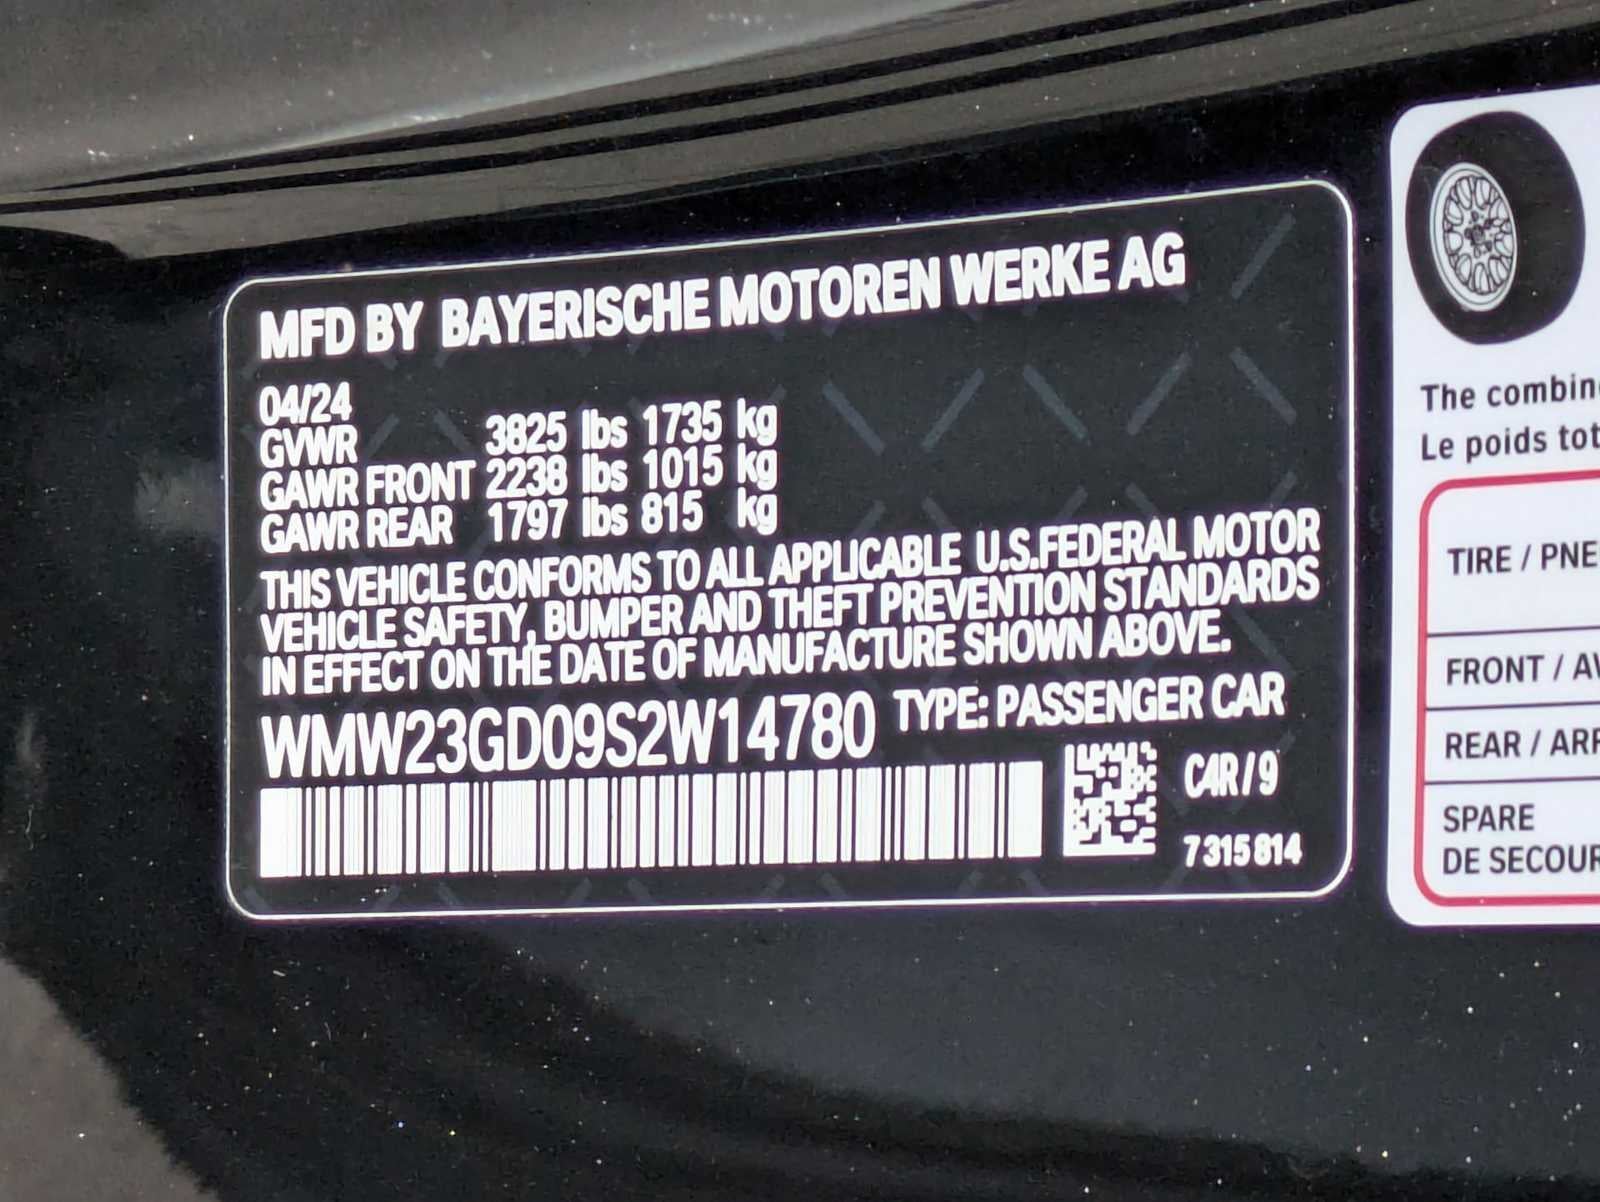 MFD BY BAYERISCHE MOTOREN WERKE AG
04/24
GVWR 3825 lbs 1735 kg
GAWR FRONT 2238 lbs 1015 kg
GAWR REAR 1797 lbs 815 kg
THIS VEHICLE CONFORMS TO ALL APPLICABLE U.S.FEDERAL MOTOR
VEHICLE SAFETY, BUMPER AND THEFT PREVENTION STANDARDS
IN EFFECT ON THE DATE OF MANUFACTURE SHOWN ABOVE.
WMW23GD09S2W14780 TYPE: PASSENGER CAR
C4R/9
7315814
The combin
Le poids tot
TIRE / PNE
FRONT / AV
REAR / ARR
SPARE
DE SECOUR